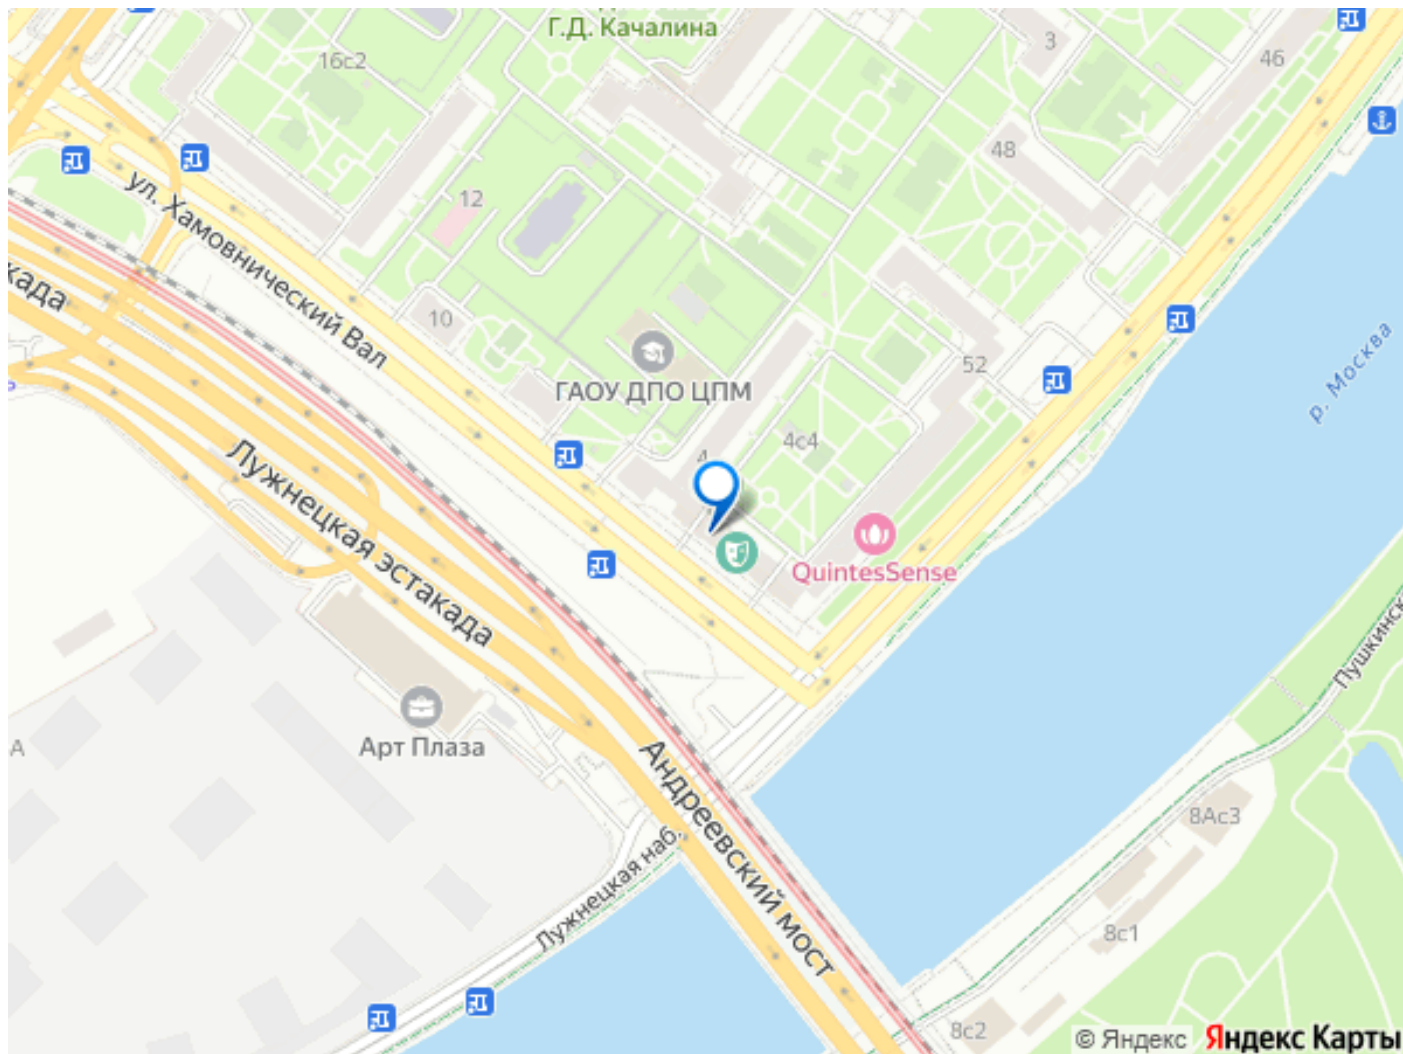 Г.Д. Качалина
16с2
3
46
48
12
ул. Хамовнический Вал
када
10
р. Москва
52
ГАОУ ДПО ЦПМ
4с4
4
Лужнецкая эстакада
QuintesSense
Арт Плаза
А
Андреевский мост
Лужнецкая наб.
Пушкинск
8Ас3
8с1
8с2
© Яндекс Яндекс Карты